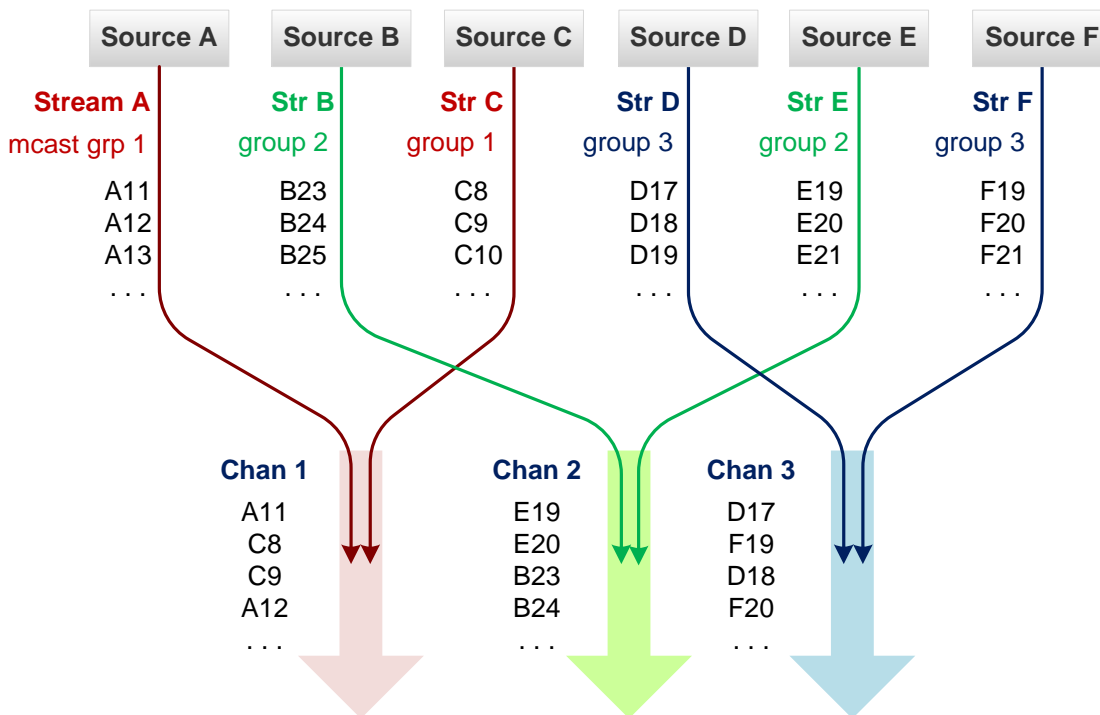 Source A Source B Source C Source D Source E Source F
Stream A Str B Str C Str D Str E Str F
mcast grp 1 group 2 group 1 group 3 group 2 group 3
A11 B23 C8 D17 E19 F19
A12 B24 C9 D18 E20 F20
A13 B25 C10 D19 E21 F21
. . . . . . . . . . . . . . . . . .
Chan 1 Chan 2 Chan 3
A11 E19 D17
C8 E20 F19
C9 B23 D18
A12 B24 F20
. . . . . . . . .